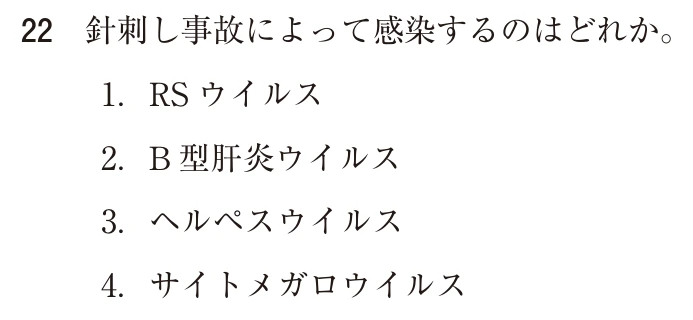 22 針刺し事故によって感染するのはどれか。
1. RS ウイルス
2. B 型肝炎ウイルス
3. ヘルペスウイルス
4. サイトメガロウイルス